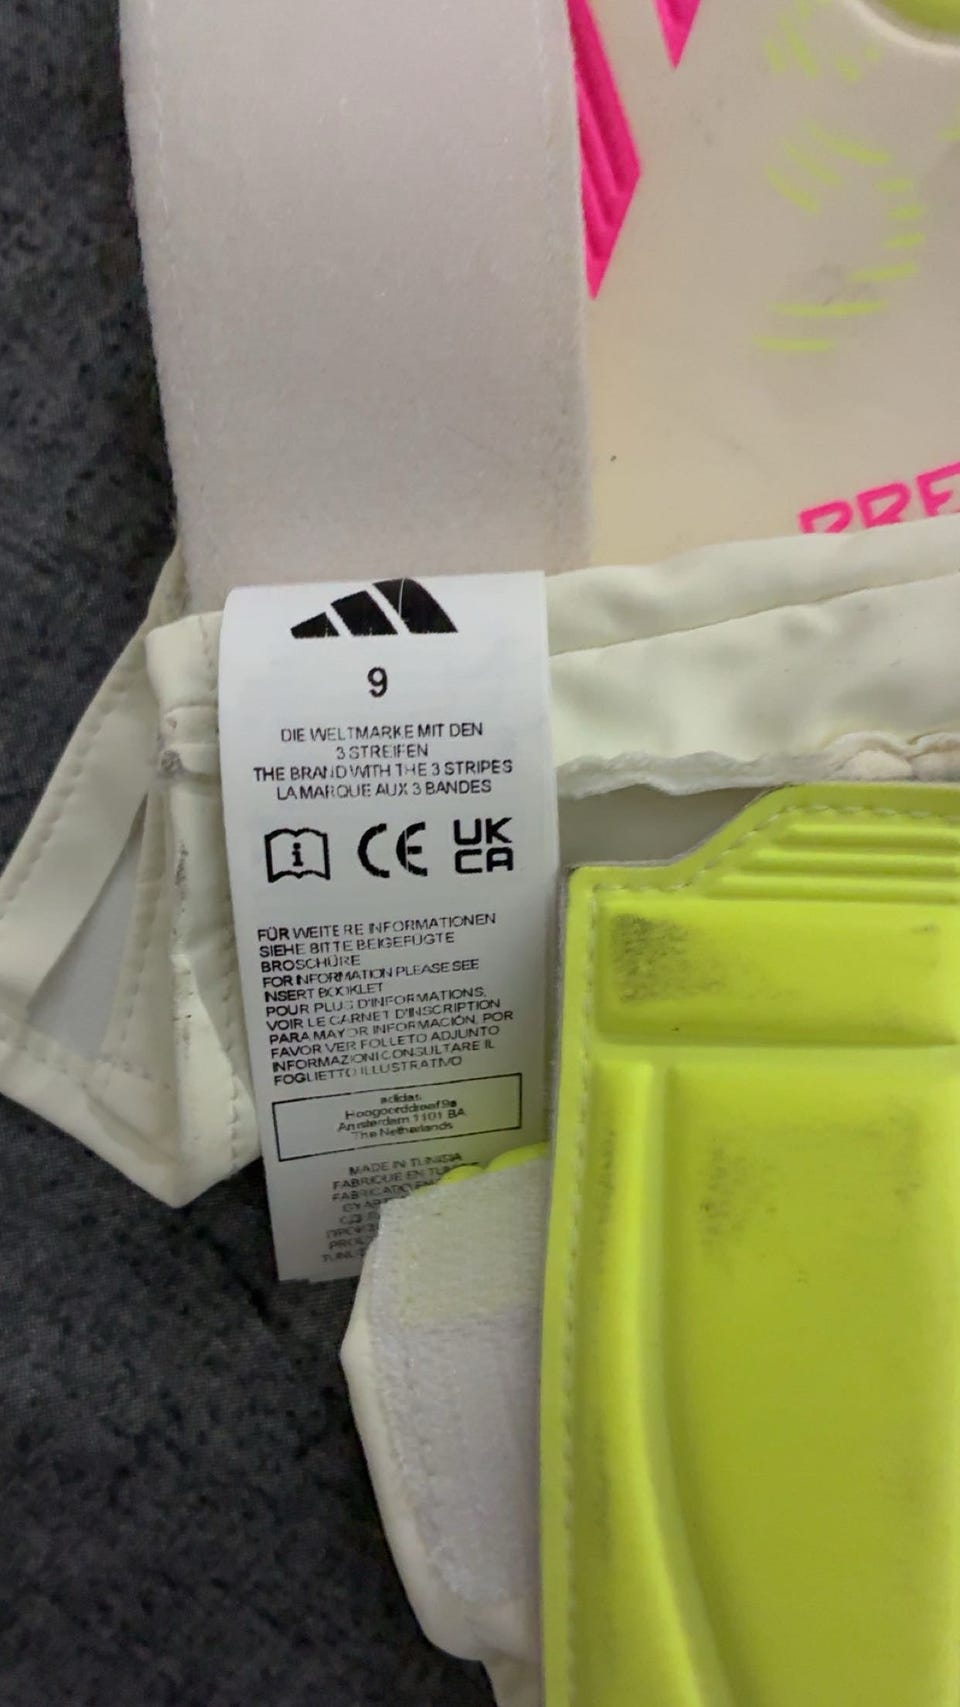 PRE
9
DIE WELTMARKE MIT DEN
3 STREIFEN
THE BRAND WITH THE 3 STRIPES
LA MARQUE AUX 3 BANDES
i CE UK
CA
FÜR WEITERE INFORMATIONEN
SIEHE BITTE BEIGEFÜGTE
BROSCHÜRE
FOR INFORMATION PLEASE SEE
INSERT BOOKLET
POUR PLUS D'INFORMATIONS,
VOIR LE CARNET D'INSCRIPTION
PARA MAYOR INFORMACIÓN, POR
FAVOR VER FOLLETO ADJUNTO
INFORMAZIONI CONSULTARE IL
FOGLIETTO ILLUSTRATIVO
adidas
Hoogoorddreef 9a
Amsterdam 1101 BA
The Netherlands
MADE IN TUNISIA
FABRIQUE EN TUN
FABRICADO